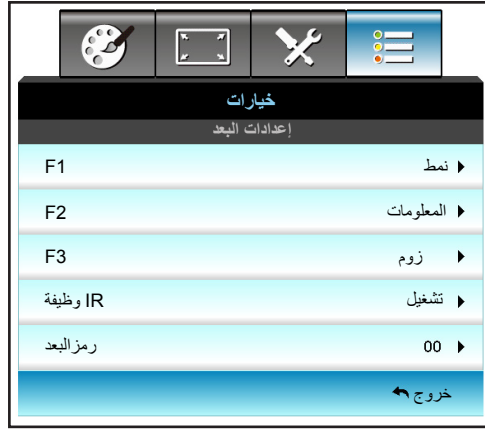 خيارات
إعدادات البعد
F1 نمط
F2 المعلومات
F3 زوم
IR وظيفة تشغيل
رمزالبعد 00
خروج